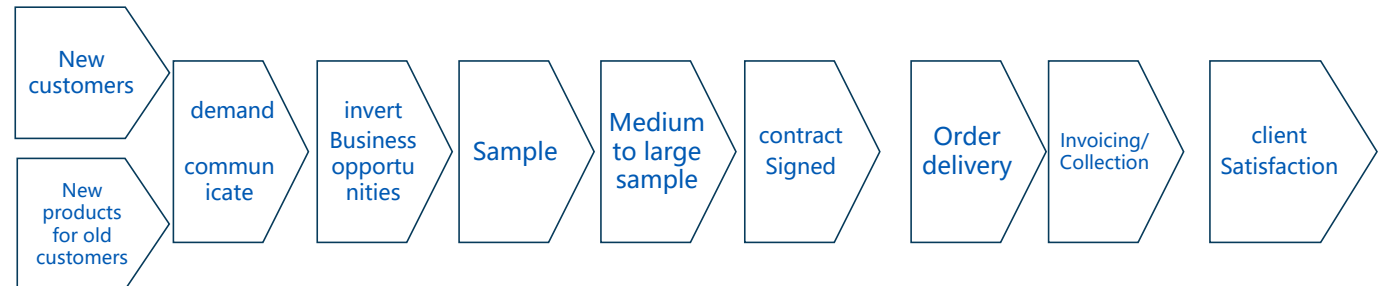 New
customers
New
products
for old
customers
demand
commun
icate
invert
Business
opportu
nities
Sample
Medium
to large
sample
contract
Signed
Order
delivery
Invoicing/
Collection
client
Satisfaction